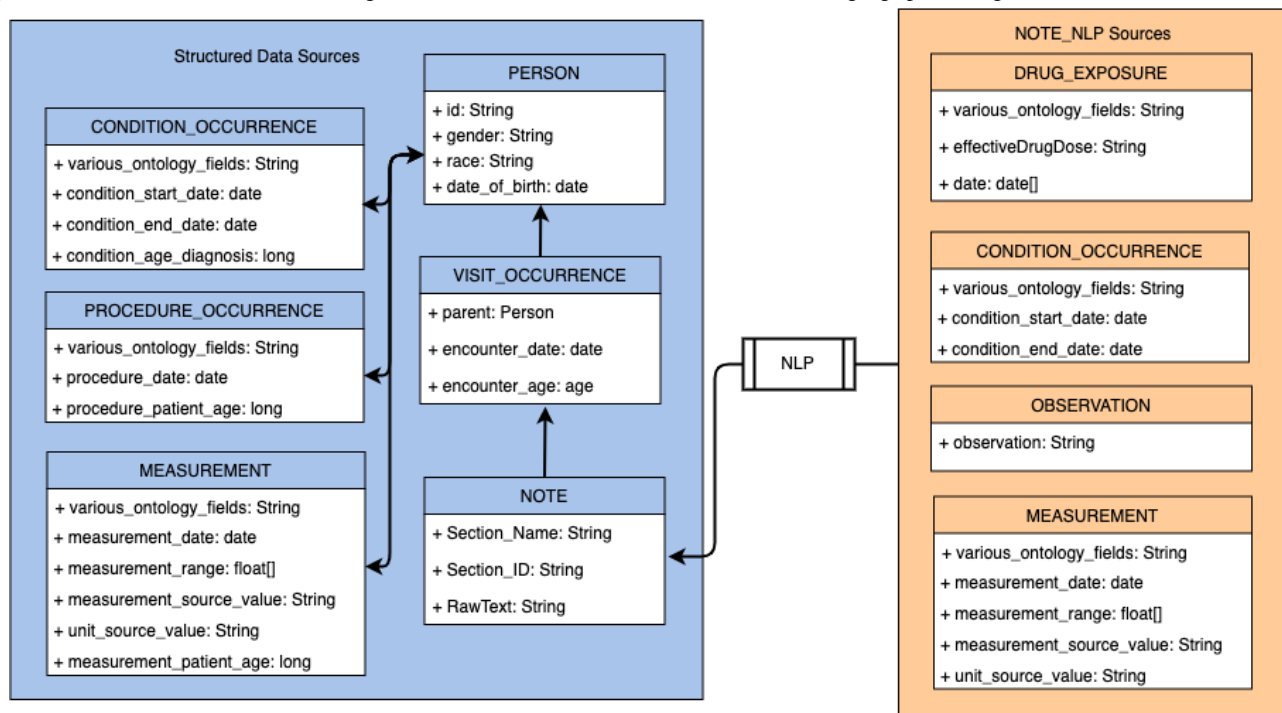 Structured Data Sources
CONDITION_OCCURRENCE
+ various_ontology_fields: String
+ condition_start_date: date
+ condition_end_date: date
+ condition_age_diagnosis: long
PROCEDURE_OCCURRENCE
+ various_ontology_fields: String
+ procedure_date: date
+ procedure_patient_age: long
MEASUREMENT
+ various_ontology_fields: String
+ measurement_date: date
+ measurement_range: float[]
+ measurement_source_value: String
+ unit_source_value: String
+ measurement_patient_age: long
PERSON
+ id: String
+ gender: String
+ race: String
+ date_of_birth: date
VISIT_OCCURRENCE
+ parent: Person
+ encounter_date: date
+ encounter_age: age
NOTE
+ Section_Name: String
+ Section_ID: String
+ RawText: String
NLP
NOTE_NLP Sources
DRUG_EXPOSURE
+ various_ontology_fields: String
+ effectiveDrugDose: String
+ date: date[]
CONDITION_OCCURRENCE
+ various_ontology_fields: String
+ condition_start_date: date
+ condition_end_date: date
OBSERVATION
+ observation: String
MEASUREMENT
+ various_ontology_fields: String
+ measurement_date: date
+ measurement_range: float[]
+ measurement_source_value: String
+ unit_source_value: String